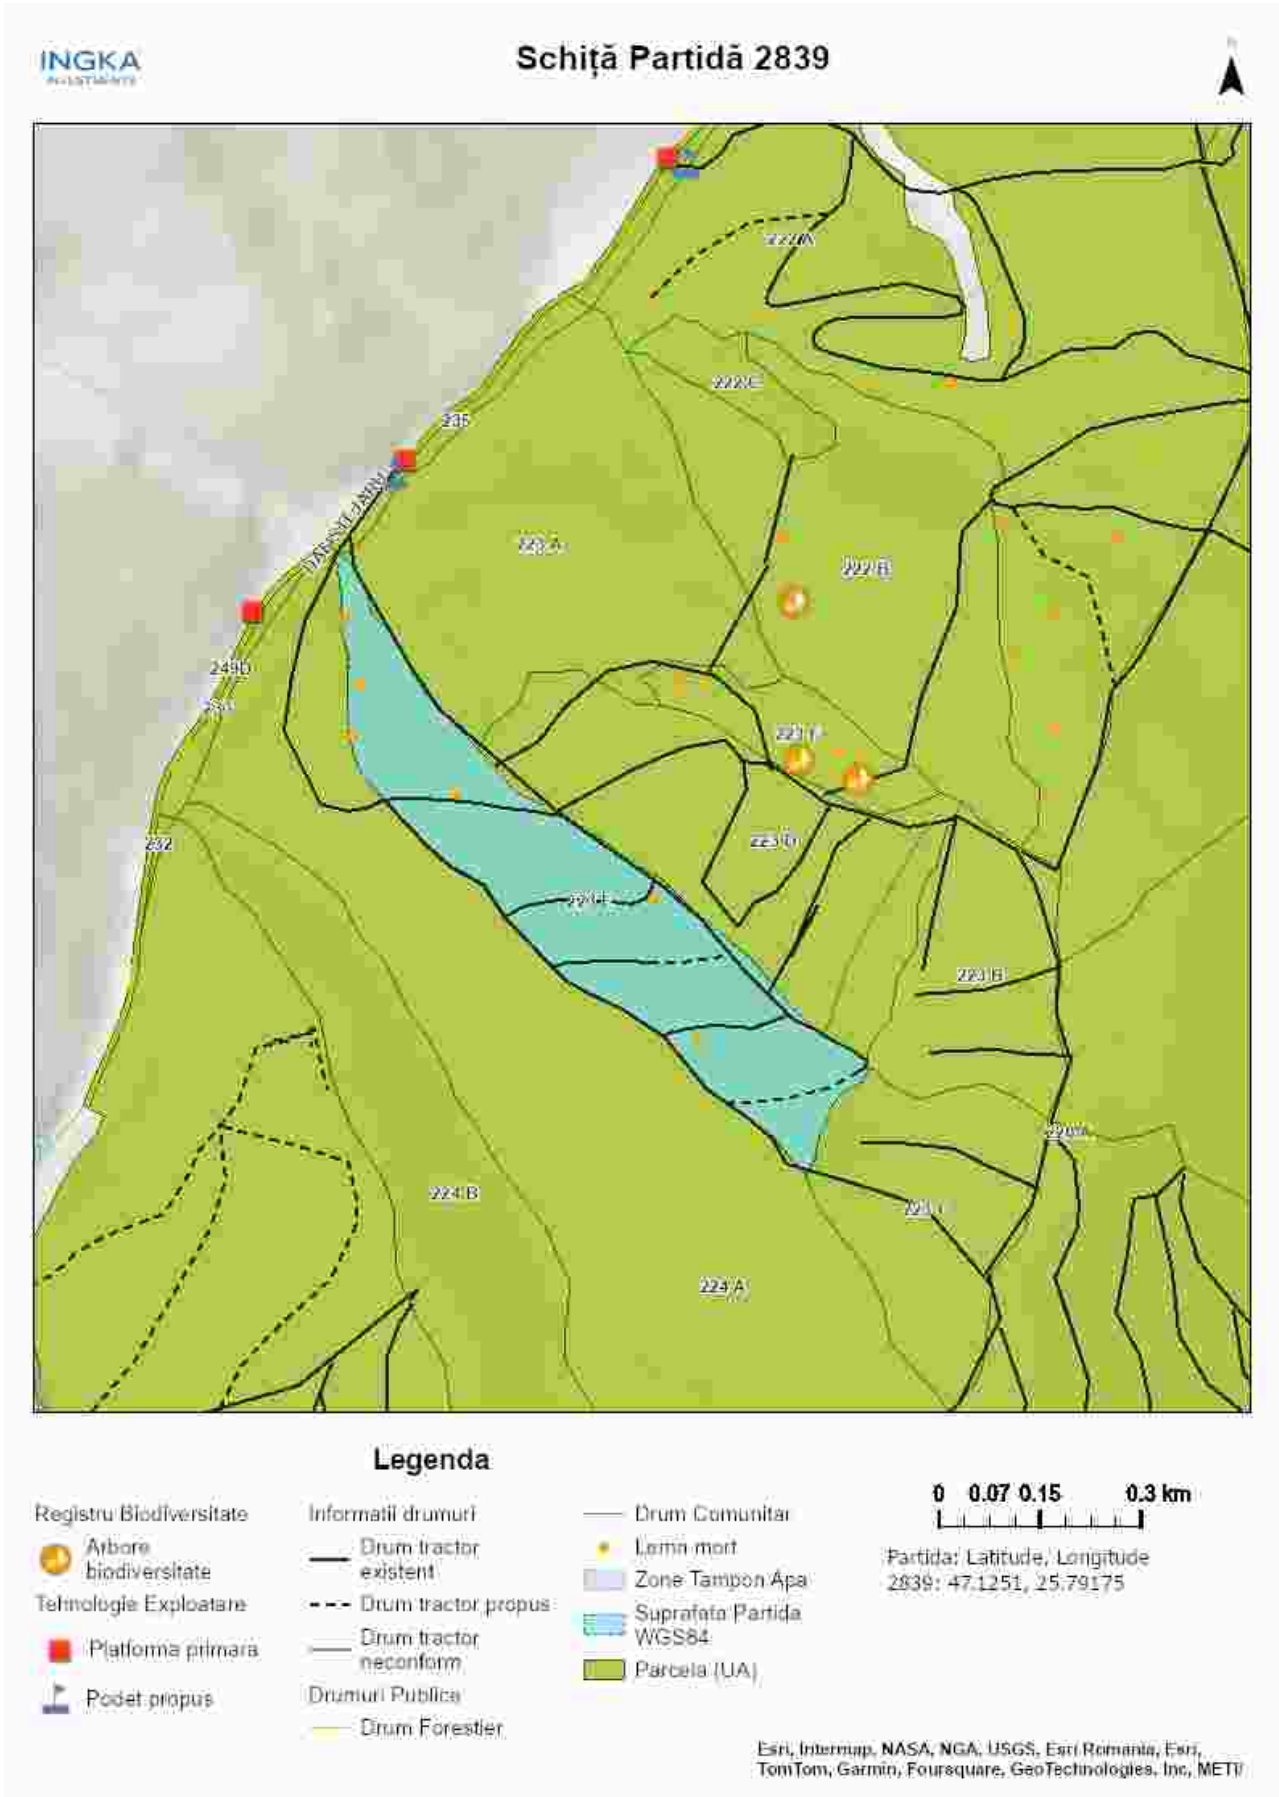 INGKA
Schiță Partidă 2839
222 A
222 C
235
223 A
222 B
249D
223 F
232
223 D
223 B
224 B
224 A
Legenda
Registru Biodiversitate
Arbore
biodiversitate
Tehnologie Exploatare
Platforma primara
Podet propus
Informatii drumuri
Drum tractor
existent
Drum tractor propus
Drum tractor
neconform
Drumuri Publice
Drum Forestier
Drum Comunitar
Lemn mort
Zone Tampon Apa
Suprafata Partida
WGS84
Parcela (UA)
0 0.07 0.15 0.3 km
Partida: Latitude, Longitude
2839: 47.1251, 25.79175
Esri, Intermap, NASA, NGA, USGS, Esri Romania, Esri,
TomTom, Garmin, Foursquare, GeoTechnologies, Inc, METI/